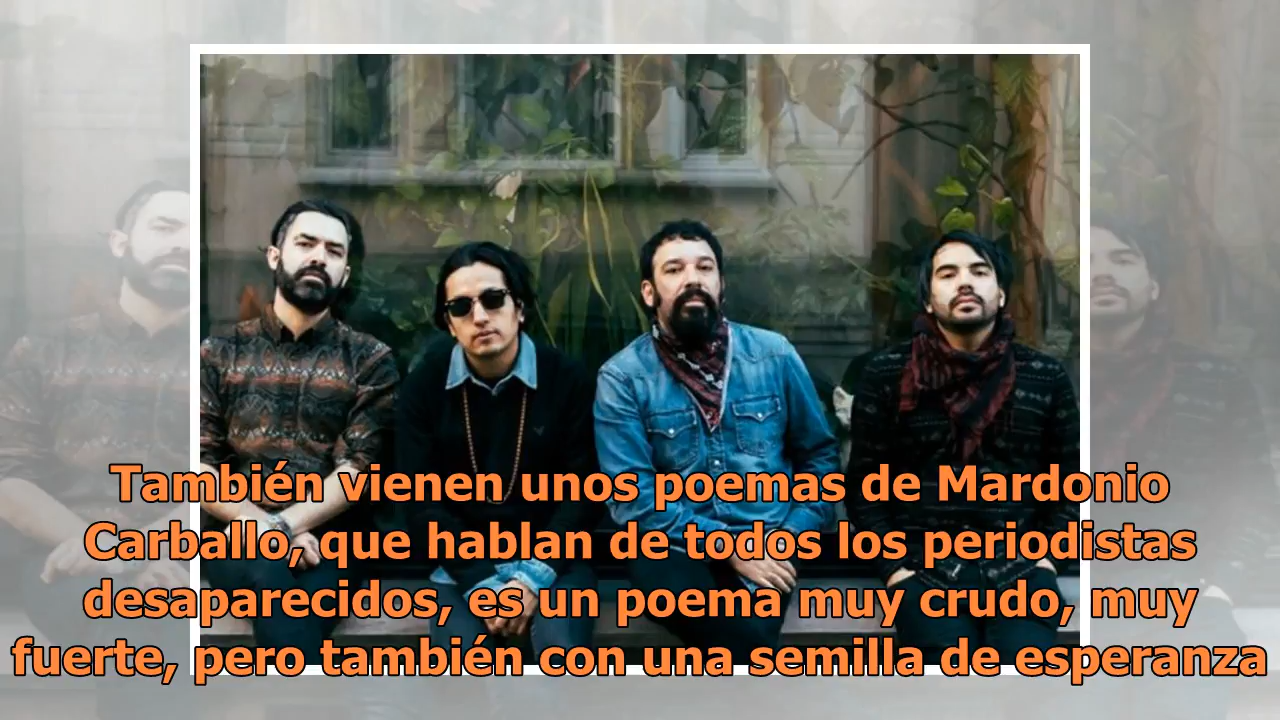 También vienen unos poemas de Mardonio
Carballo, que hablan de todos los periodistas
desaparecidos, es un poema muy crudo, muy
fuerte, pero también con una semilla de esperanza